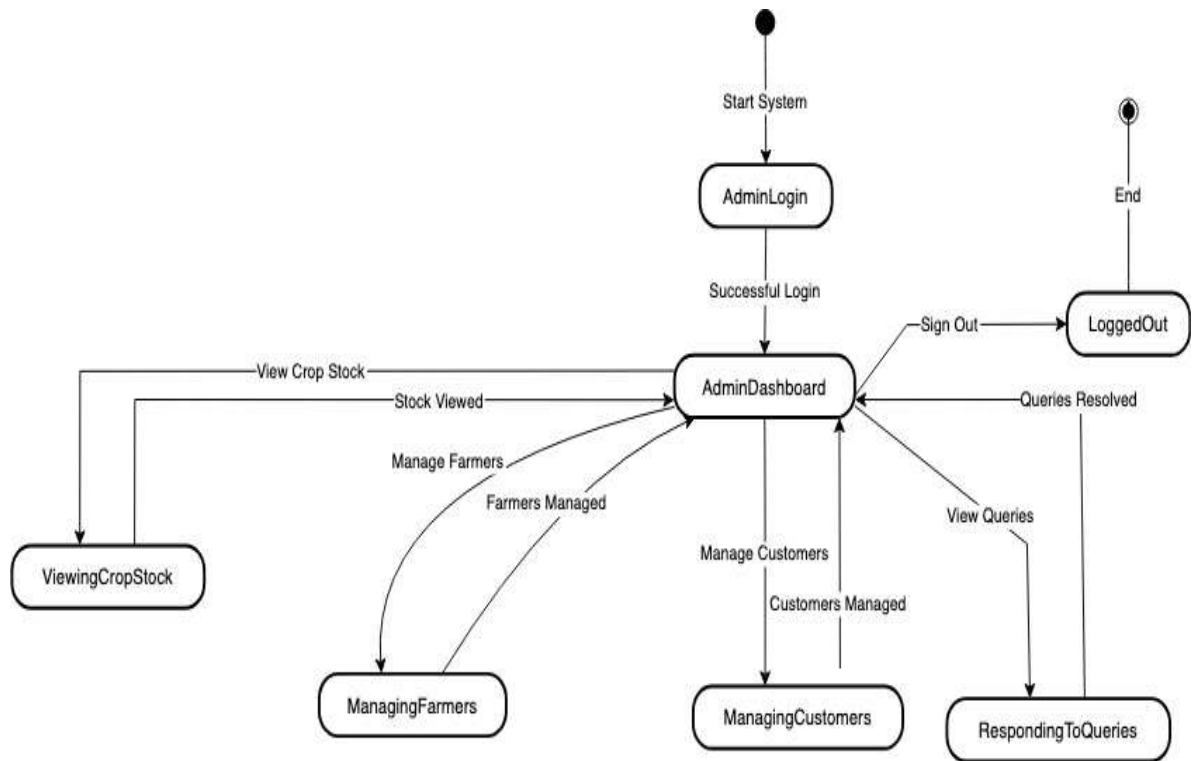 Start System
AdminLogin
End
Successful Login
Sign Out
LoggedOut
View Crop Stock
AdminDashboard
Stock Viewed
Queries Resolved
Manage Farmers
Farmers Managed
View Queries
Manage Customers
ViewingCropStock
Customers Managed
ManagingFarmers
ManagingCustomers
RespondingToQueries